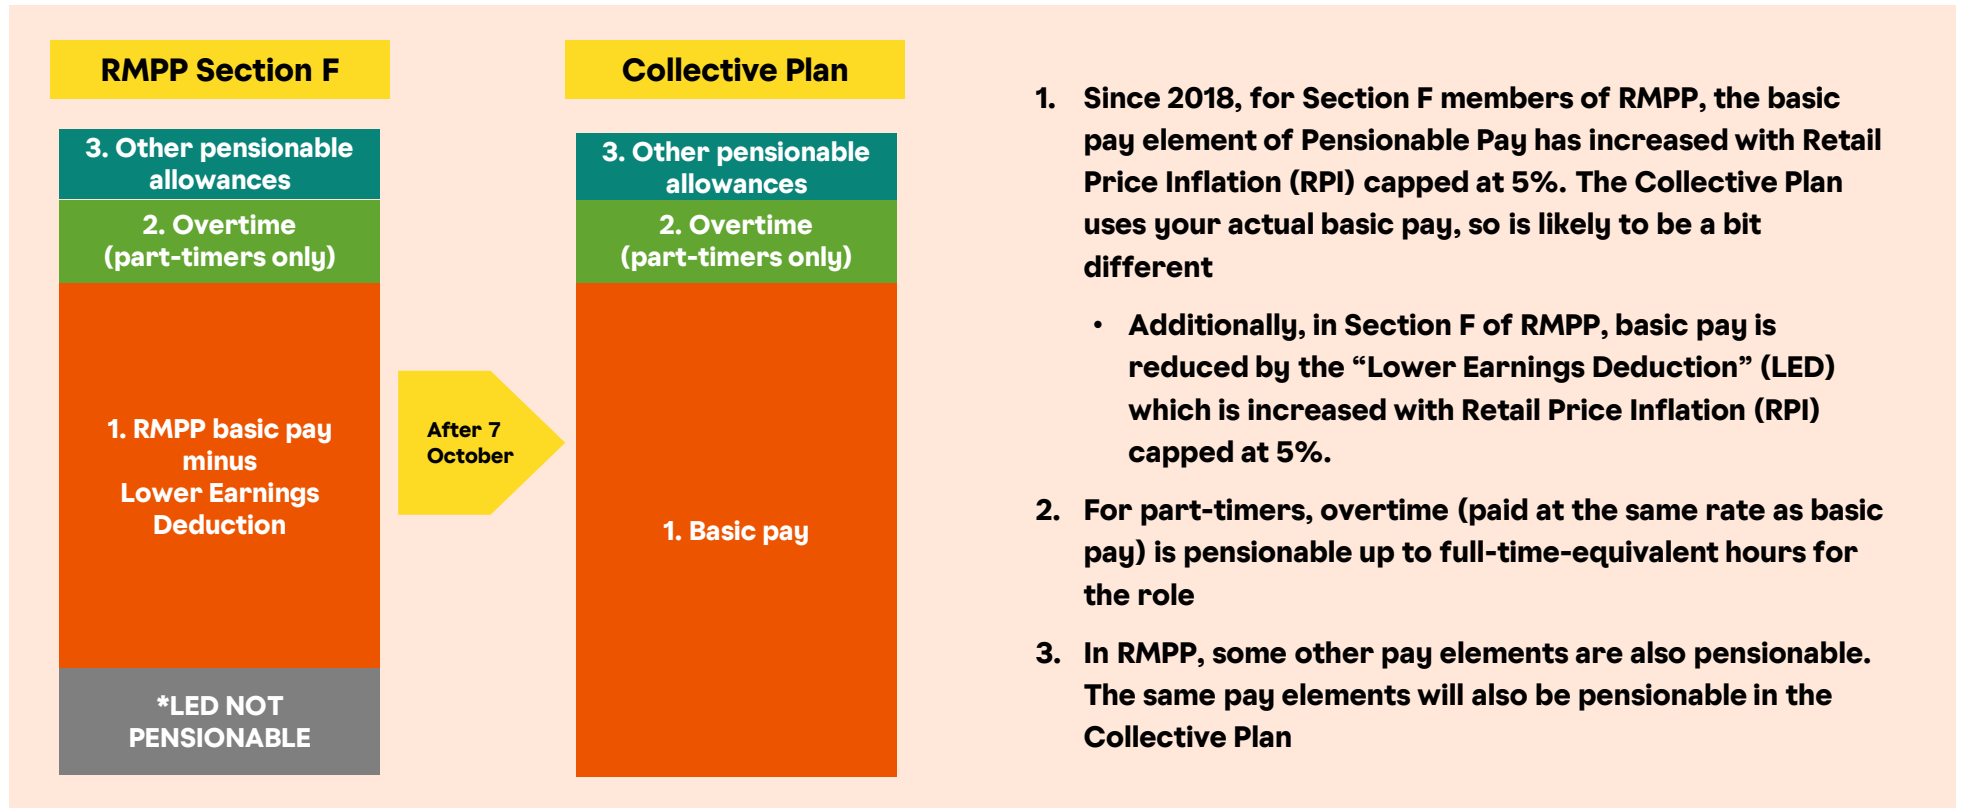 RMPP Section F
3. Other pensionable
allowances
2. Overtime
(part-timers only)
1. RMPP basic pay
minus
Lower Earnings
Deduction
*LED NOT
PENSIONABLE
After 7
October
Collective Plan
3. Other pensionable
allowances
2. Overtime
(part-timers only)
1. Basic pay
1. Since 2018, for Section F members of RMPP, the basic
pay element of Pensionable Pay has increased with Retail
Price Inflation (RPI) capped at 5%. The Collective Plan
uses your actual basic pay, so is likely to be a bit
different
• Additionally, in Section F of RMPP, basic pay is
reduced by the “Lower Earnings Deduction” (LED)
which is increased with Retail Price Inflation (RPI)
capped at 5%.
2. For part-timers, overtime (paid at the same rate as basic
pay) is pensionable up to full-time-equivalent hours for
the role
3. In RMPP, some other pay elements are also pensionable.
The same pay elements will also be pensionable in the
Collective Plan